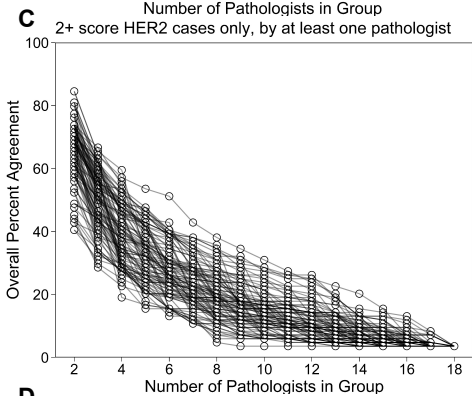 Number of Pathologists in Group
C
2+ score HER2 cases only, by at least one pathologist
Overall Percent Agreement
100
80
60
40
20
0
2 4 6 8 10 12 14 16 18
Number of Pathologists in Group
D